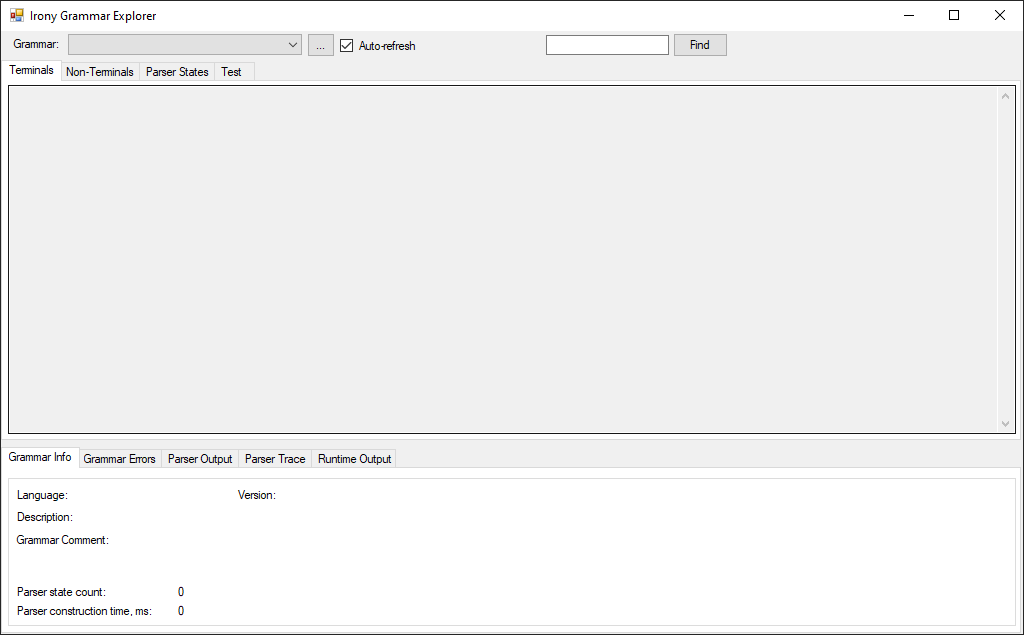 Irony Grammar Explorer
Grammar: ... Auto-refresh Find
Terminals Non-Terminals Parser States Test
Grammar Info Grammar Errors Parser Output Parser Trace Runtime Output
Language: Version:
Description:
Grammar Comment:
Parser state count: 0
Parser construction time, ms: 0